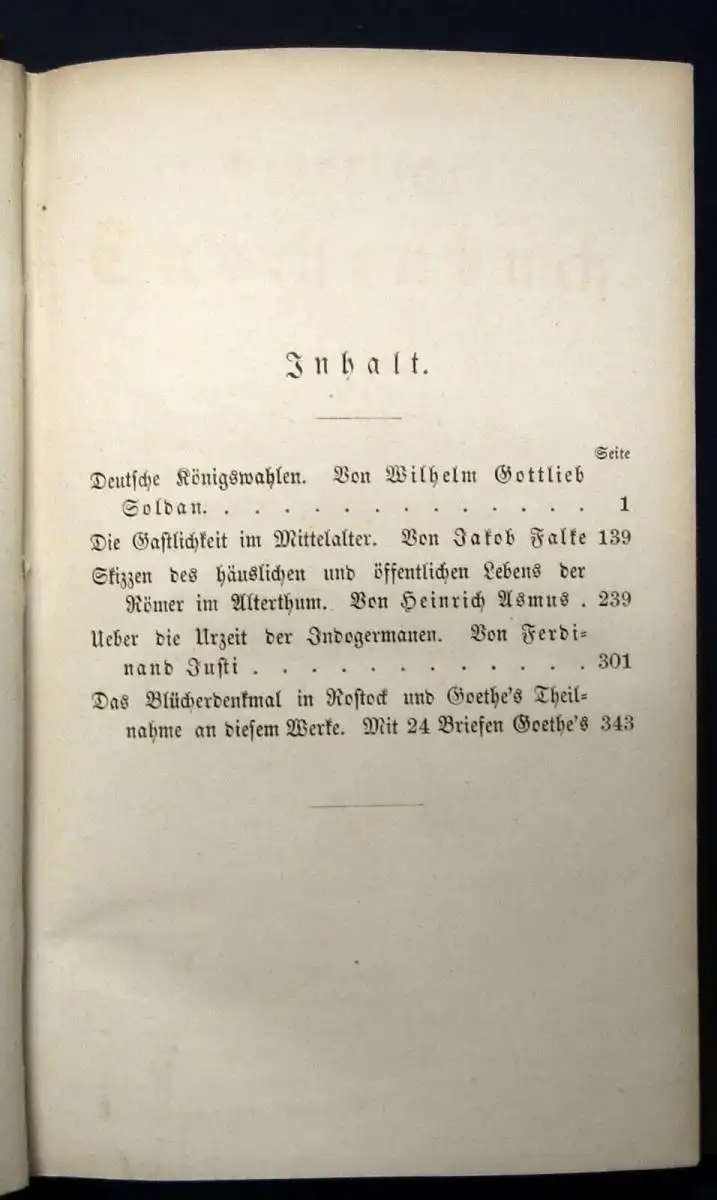 Inhalt.
Seite
Deutsche Königswahlen. Von Wilhelm Gottlieb
Soldan. . . . . . . . . . . . . . 1
Die Gastlichkeit im Mittelalter. Von Jakob Falke 139
Skizzen des häuslichen und öffentlichen Lebens der
Römer im Alterthum. Von Heinrich Asmus . 239
Ueber die Urzeit der Indogermanen. Von Ferdi=
nand Justi . . . . . . . . . . . . 301
Das Blücherdenkmal in Rostock und Goethe's Theil=
nahme an diesem Werke. Mit 24 Briefen Goethe's 343